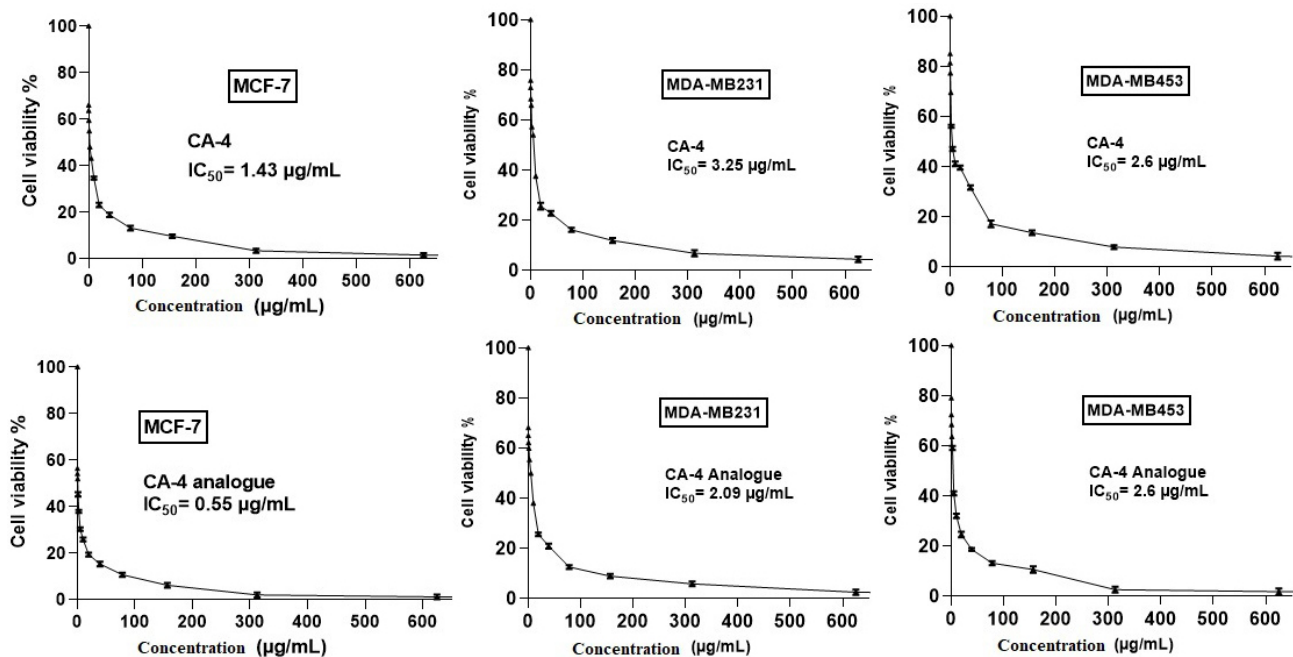 Cell viability %
100
80
60
40
20
0
MCF-7
CA-4
IC50= 1.43 µg/mL
0 100 200 300 400 500 600
Concentration (µg/mL)
Cell viability %
100
80
60
40
20
0
MDA-MB231
CA-4
IC50= 3.25 µg/mL
0 100 200 300 400 500 600
Concentration (µg/mL)
Cell viability %
100
80
60
40
20
0
MDA-MB453
CA-4
IC50= 2.6 µg/mL
0 100 200 300 400 500 600
Concentration (µg/mL)
Cell viability %
100
80
60
40
20
0
MCF-7
CA-4 analogue
IC50= 0.55 µg/mL
0 100 200 300 400 500 600
Concentration (µg/mL)
Cell viability %
100
80
60
40
20
0
MDA-MB231
CA-4 Analogue
IC50= 2.09 µg/mL
0 100 200 300 400 500 600
Concentration (µg/mL)
Cell viability %
100
80
60
40
20
0
MDA-MB453
CA-4 Analogue
IC50= 2.6 µg/mL
0 100 200 300 400 500 600
Concentration (µg/mL)